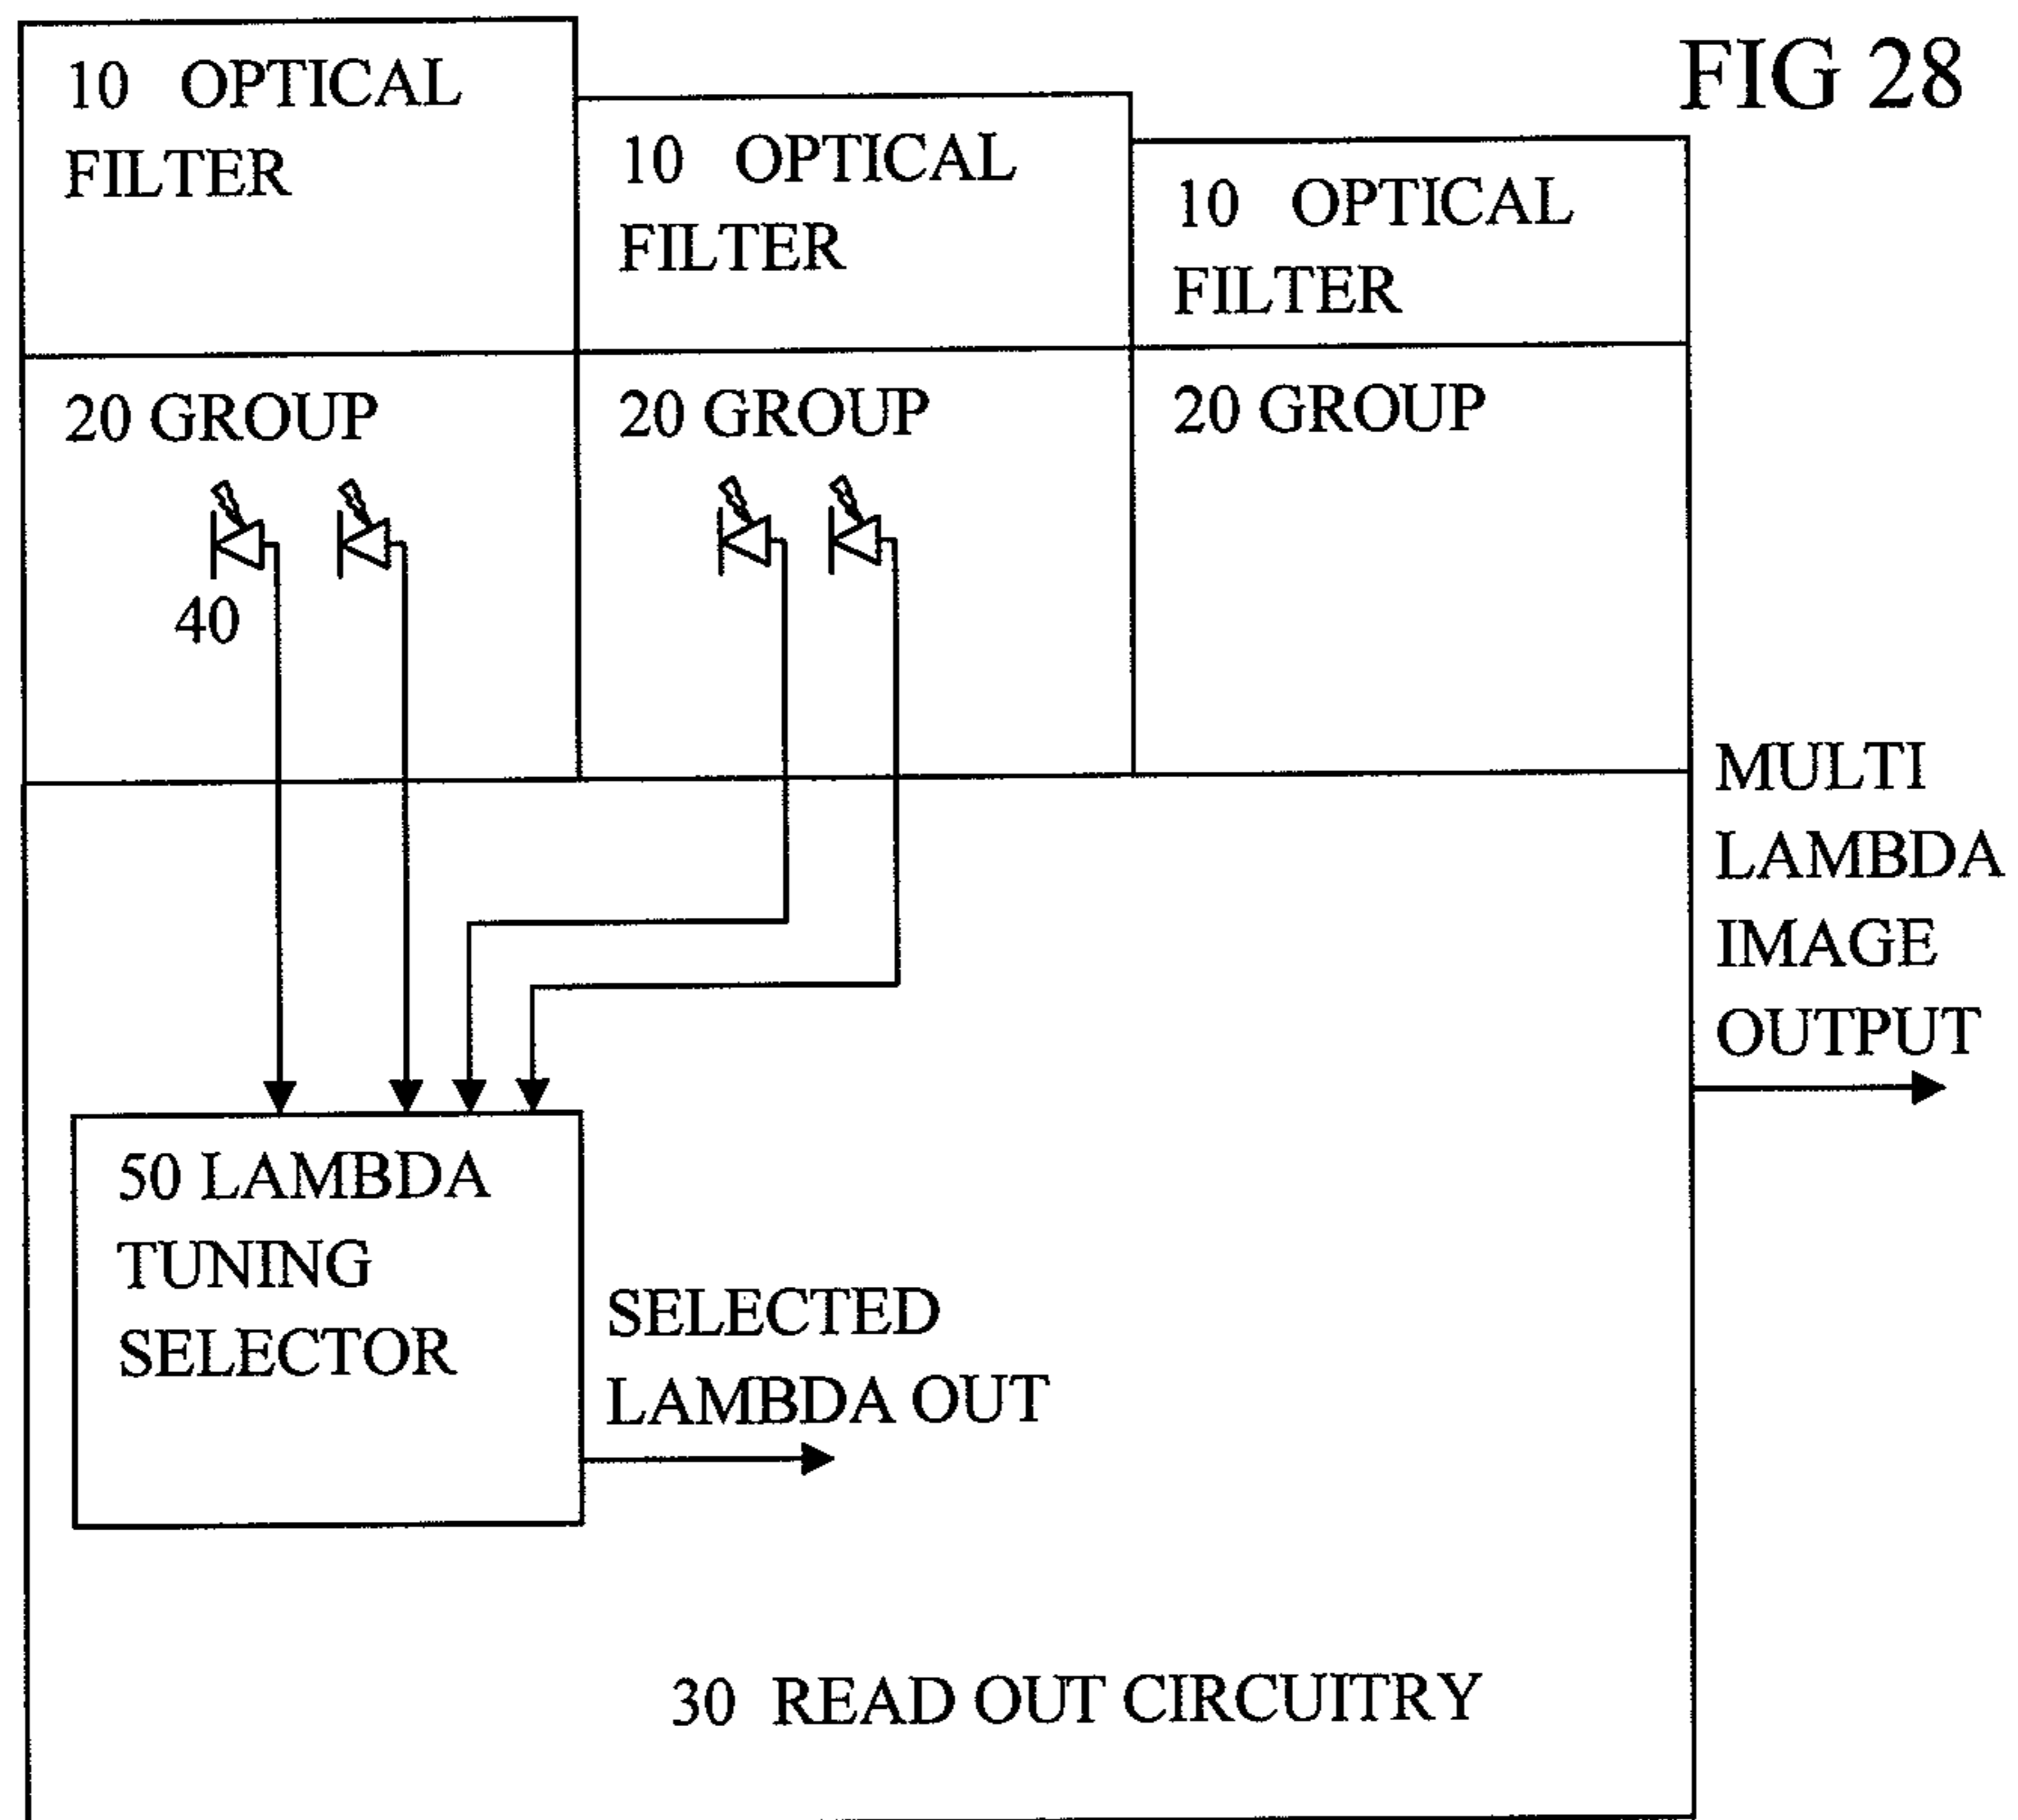 FIG 28
10 OPTICAL
FILTER
10 OPTICAL
FILTER
10 OPTICAL
FILTER
20 GROUP
20 GROUP
20 GROUP
40
MULTI
LAMBDA
IMAGE
OUTPUT
50 LAMBDA
TUNING
SELECTOR
SELECTED
LAMBDA OUT
30 READ OUT CIRCUITRY